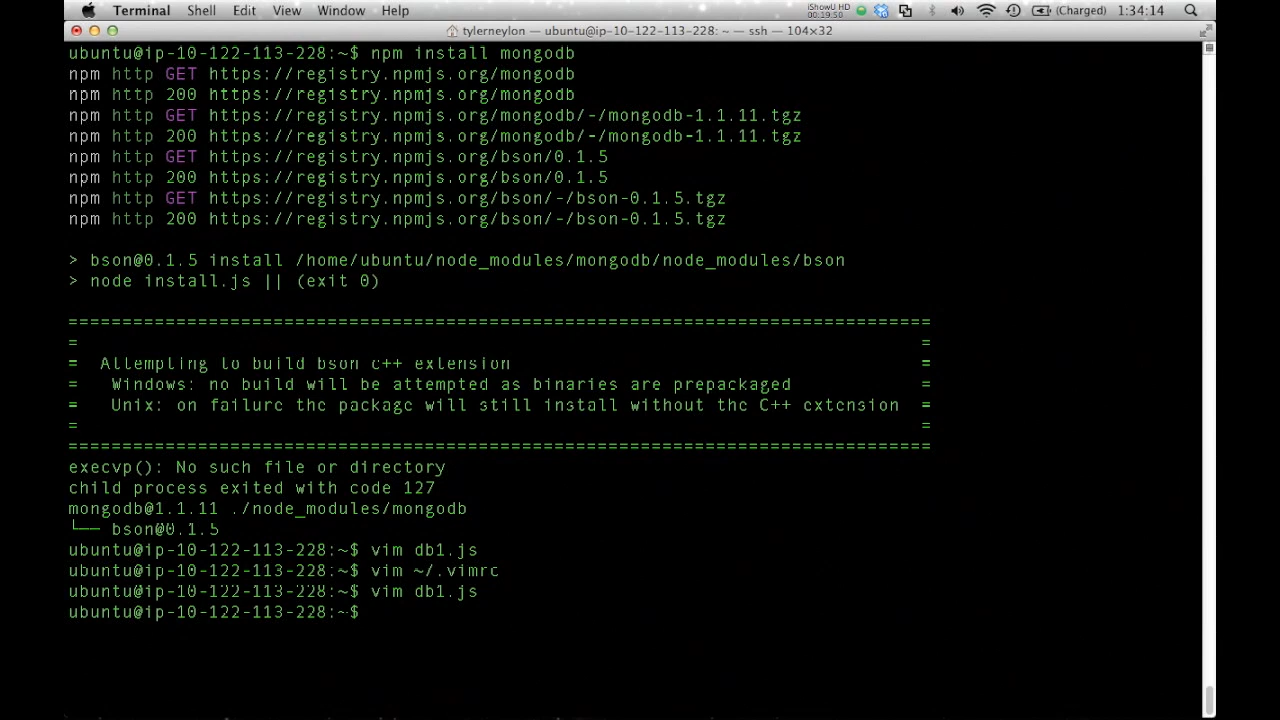 Terminal Shell Edit View Window Help iShowU HD 00:19:50 (Charged) 1:34:14
tylerneylon — ubuntu@ip-10-122-113-228: ~ — ssh — 104×32
ubuntu@ip-10-122-113-228:~$ npm install mongodb
npm http GET https://registry.npmjs.org/mongodb
npm http 200 https://registry.npmjs.org/mongodb
npm http GET https://registry.npmjs.org/mongodb/-/mongodb-1.1.11.tgz
npm http 200 https://registry.npmjs.org/mongodb/-/mongodb-1.1.11.tgz
npm http GET https://registry.npmjs.org/bson/0.1.5
npm http 200 https://registry.npmjs.org/bson/0.1.5
npm http GET https://registry.npmjs.org/bson/-/bson-0.1.5.tgz
npm http 200 https://registry.npmjs.org/bson/-/bson-0.1.5.tgz
> bson@0.1.5 install /home/ubuntu/node_modules/mongodb/node_modules/bson
> node install.js || (exit 0)
================================================================================
= =
= Attempting to build bson c++ extension =
= Windows: no build will be attempted as binaries are prepackaged =
= Unix: on failure the package will still install without the C++ extension =
= =
================================================================================
execvp(): No such file or directory
child process exited with code 127
mongodb@1.1.11 ./node_modules/mongodb
└── bson@0.1.5
ubuntu@ip-10-122-113-228:~$ vim db1.js
ubuntu@ip-10-122-113-228:~$ vim ~/.vimrc
ubuntu@ip-10-122-113-228:~$ vim db1.js
ubuntu@ip-10-122-113-228:~$